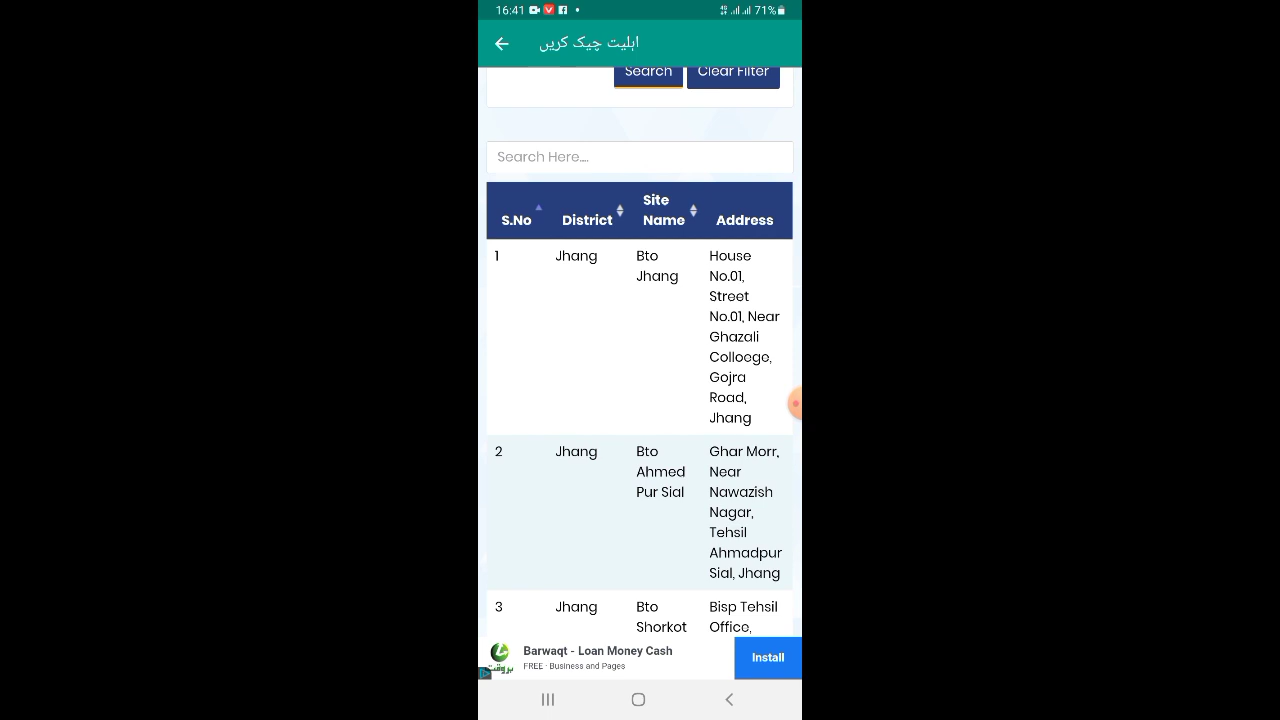 16:41 71%
اہلیت چیک کریں
Search Clear Filter
Search Here....
S.No District Site Name Address
1 Jhang Bto Jhang House No.01, Street No.01, Near Ghazali Colloege, Gojra Road, Jhang
2 Jhang Bto Ahmed Pur Sial Ghar Morr, Near Nawazish Nagar, Tehsil Ahmadpur Sial, Jhang
3 Jhang Bto Shorkot Bisp Tehsil Office,
Barwaqt - Loan Money Cash
FREE · Business and Pages
Install
بروقت